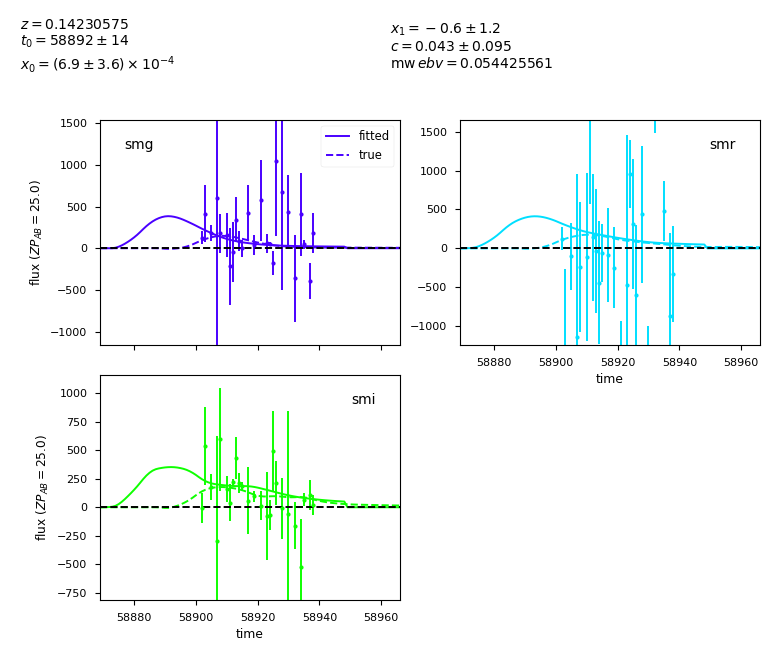 z = 0.14230575
t₀ = 58892 ± 14
x₀ = (6.9 ± 3.6) × 10⁻⁴
x₁ = −0.6 ± 1.2
c = 0.043 ± 0.095
mw ebv = 0.054425561
smg
fitted
true
1500
1000
500
0
−500
−1000
flux (ZP_AB = 25.0)
smr
1500
1000
500
0
−500
−1000
58880 58900 58920 58940 58960
time
smi
1000
750
500
250
0
−250
−500
−750
flux (ZP_AB = 25.0)
58880 58900 58920 58940 58960
time